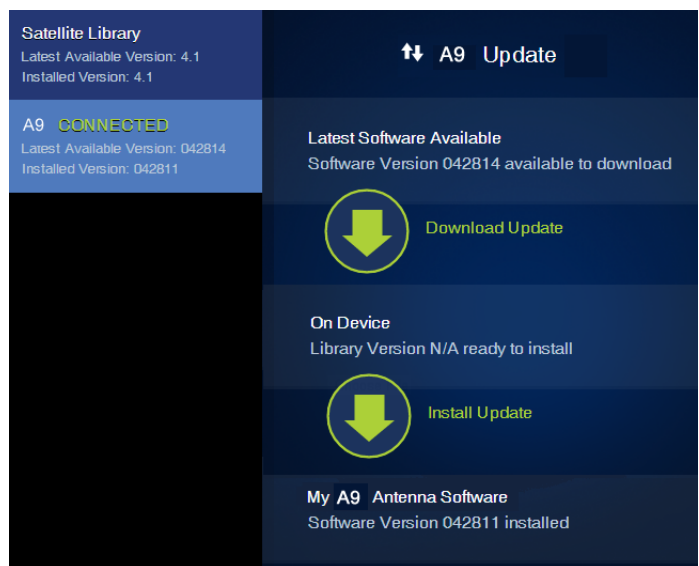 Satellite Library
Latest Available Version: 4.1
Installed Version: 4.1
A9 CONNECTED
Latest Available Version: 042814
Installed Version: 042811
A9 Update
Latest Software Available
Software Version 042814 available to download
Download Update
On Device
Library Version N/A ready to install
Install Update
My A9 Antenna Software
Software Version 042811 installed